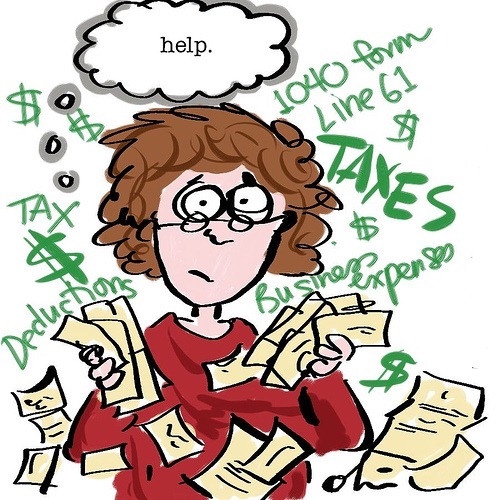 help.
1040 form
Line 61
$
$
$
TAXES
TAX
$
$
Deductions
Business
expenses
$